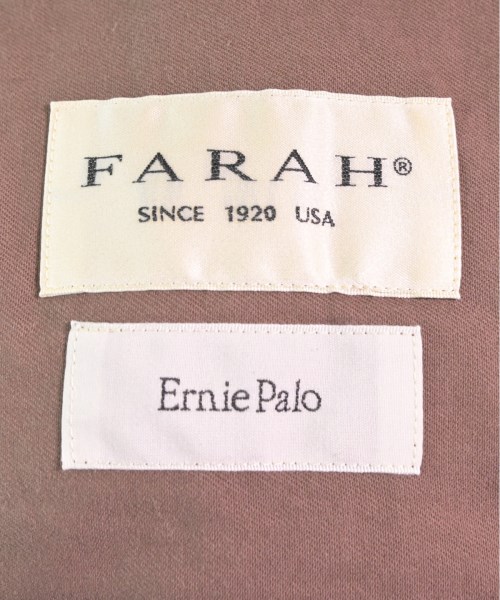 FARAH®
SINCE 1920 USA
Ernie Palo